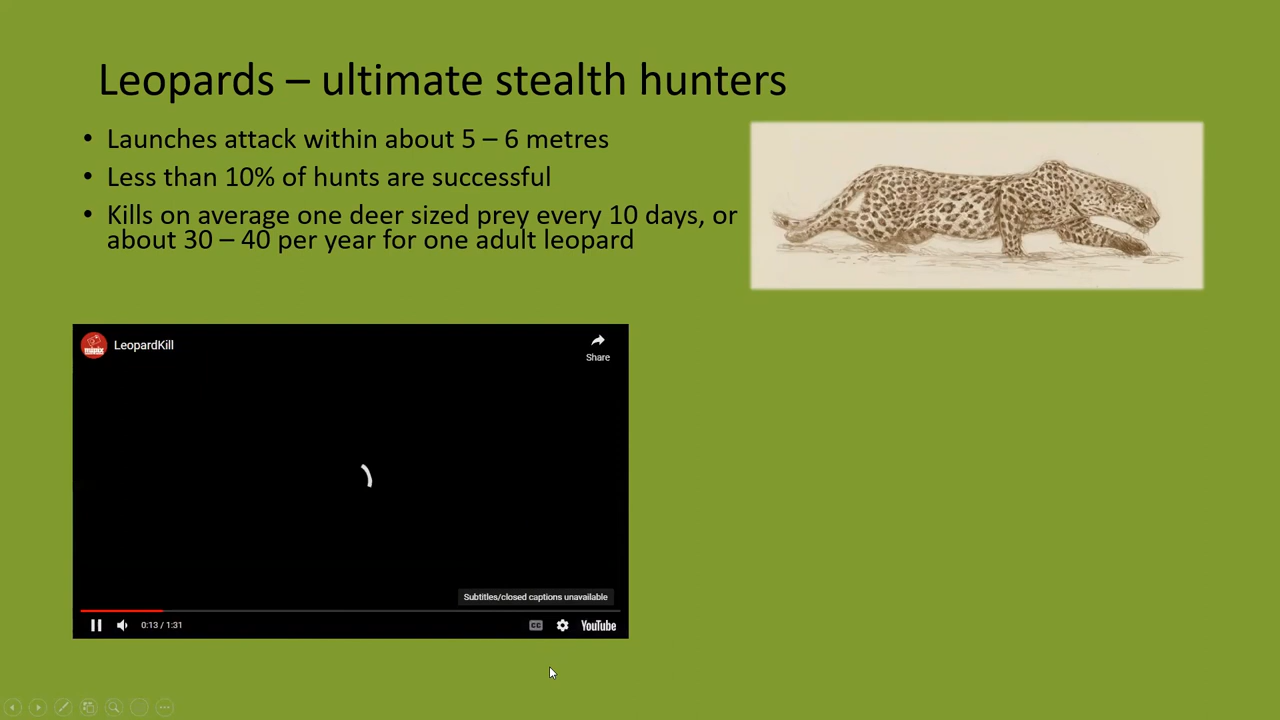 Leopards – ultimate stealth hunters
• Launches attack within about 5 – 6 metres
• Less than 10% of hunts are successful
• Kills on average one deer sized prey every 10 days, or
about 30 – 40 per year for one adult leopard
LeopardKill
Share
Subtitles/closed captions unavailable
0:13 / 1:31
CC
YouTube